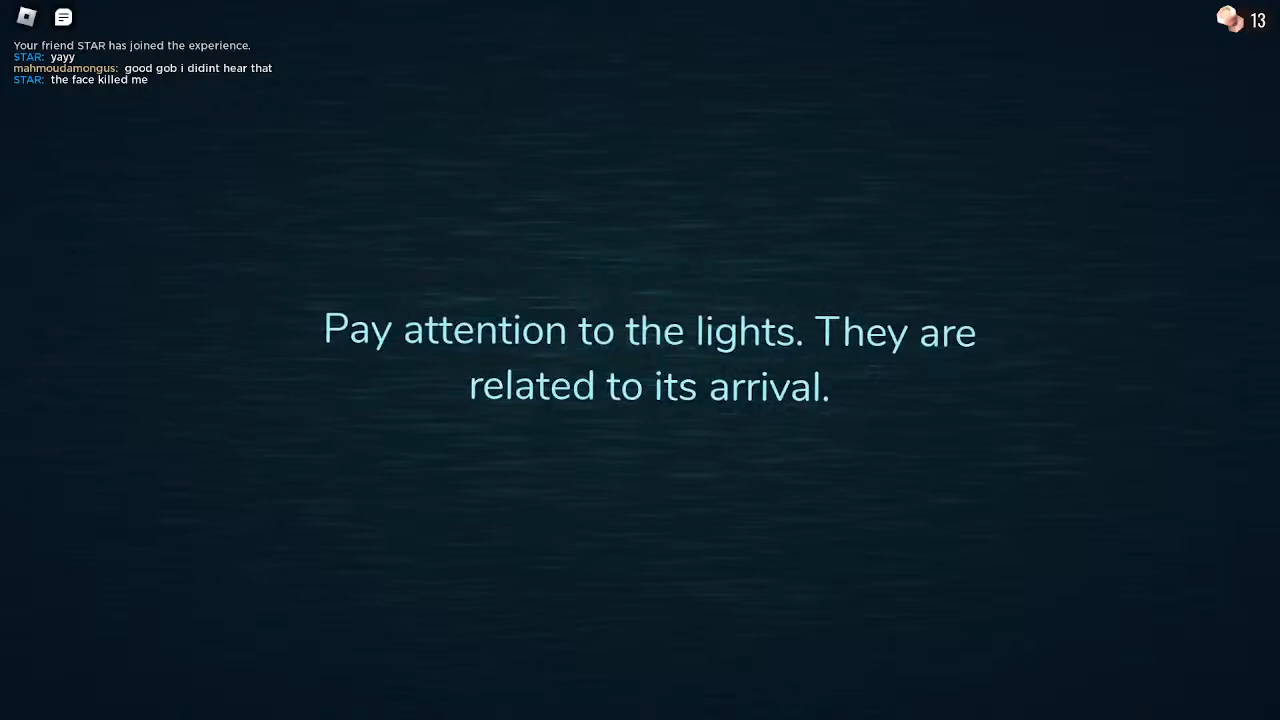 13
Your friend STAR has joined the experience.
STAR: yayy
mahmoudamongus: good gob i didint hear that
STAR: the face killed me
Pay attention to the lights. They are
related to its arrival.